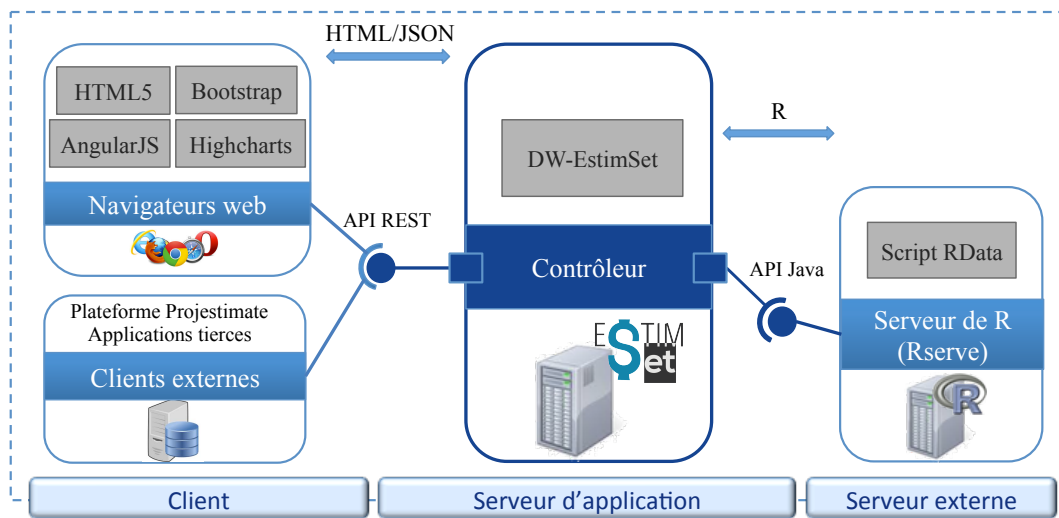 HTML/JSON
HTML5
Bootstrap
AngularJS
Highcharts
Navigateurs web
API REST
Plateforme Projestimate
Applications tierces
Clients externes
DW-EstimSet
Contrôleur
ESTIM
Set
R
API Java
Script RData
Serveur de R
(Rserve)
R
Client
Serveur d’application
Serveur externe